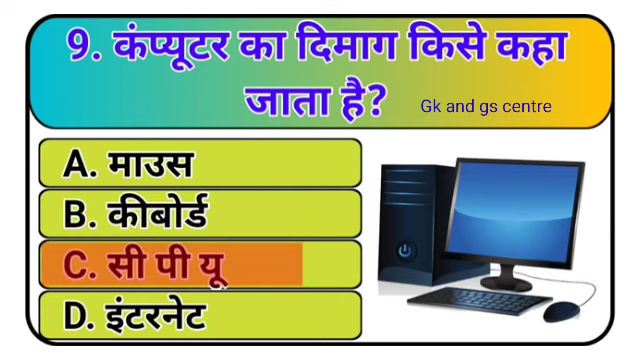 9. कंप्यूटर का दिमाग किसे कहा
जाता है?
Gk and gs centre
A. माउस
B. कीबोर्ड
C. सी पी यू
D. इंटरनेट